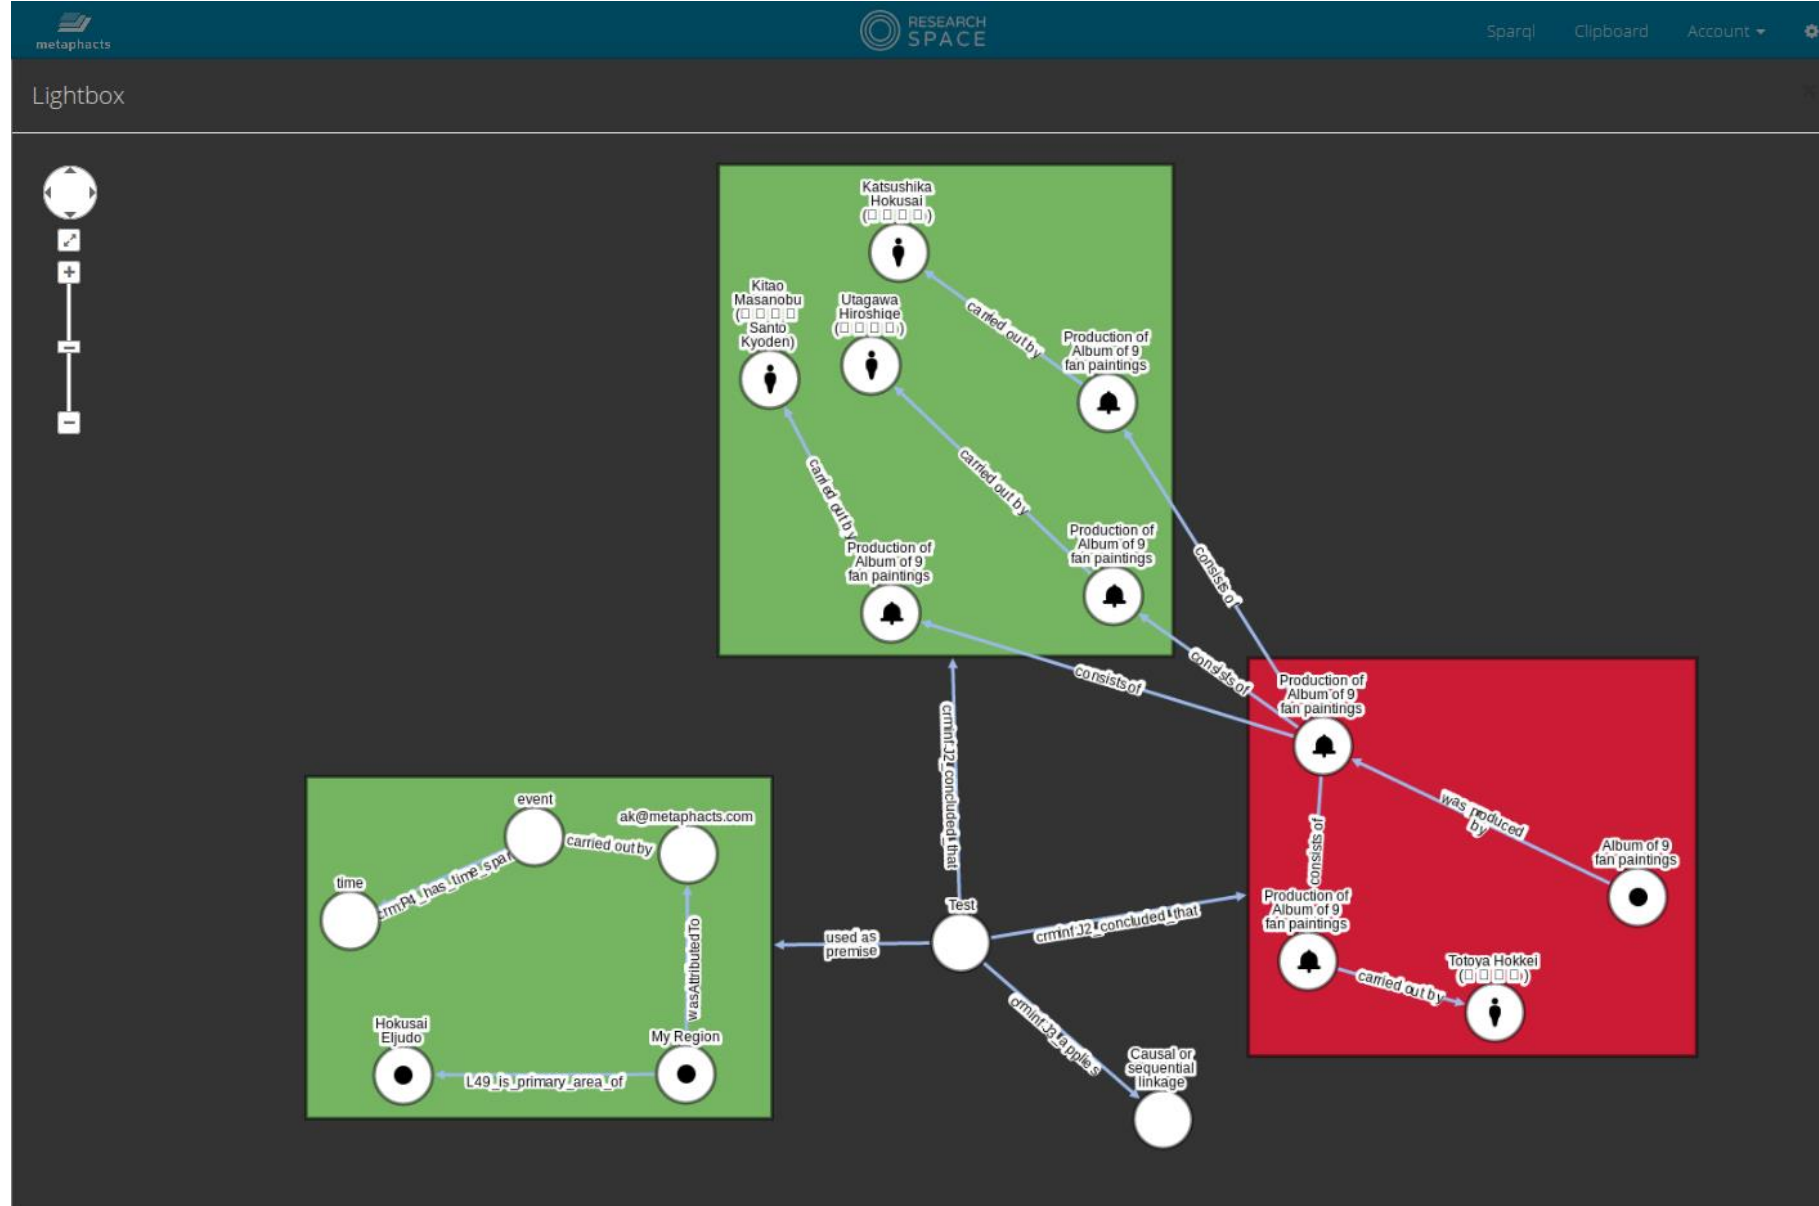 metaphacts
RESEARCH
SPACE
Sparql
Clipboard
Account
Lightbox
Katsushika
Hokusai
(□ □ □ □ )
Kitao
Masanobu
(□ □ □ □
Santo
Kyoden)
Utagawa
Hiroshige
(□ □ □ □ )
carried out by
Production of
Album of 9
fan paintings
carried out by
carried out by
Production of
Album of 9
fan paintings
Production of
Album of 9
fan paintings
consists of
consists of
consists of
Production of
Album of 9
fan paintings
crminf:J2_concluded_that
was produced
by
Album of 9
fan paintings
consists of
Production of
Album of 9
fan paintings
carried out by
Totoya Hokkei
(□ □ □ □ )
event
ak@metaphacts.com
carried out by
time
crm:P4_has_time_span
wasAttributedTo
Hokusai
Eljudo
L49_is_primary_area_of
My Region
used as
premise
Test
crminf:J2_concluded_that
crminf:J3_applies
Causal or
sequential
linkage